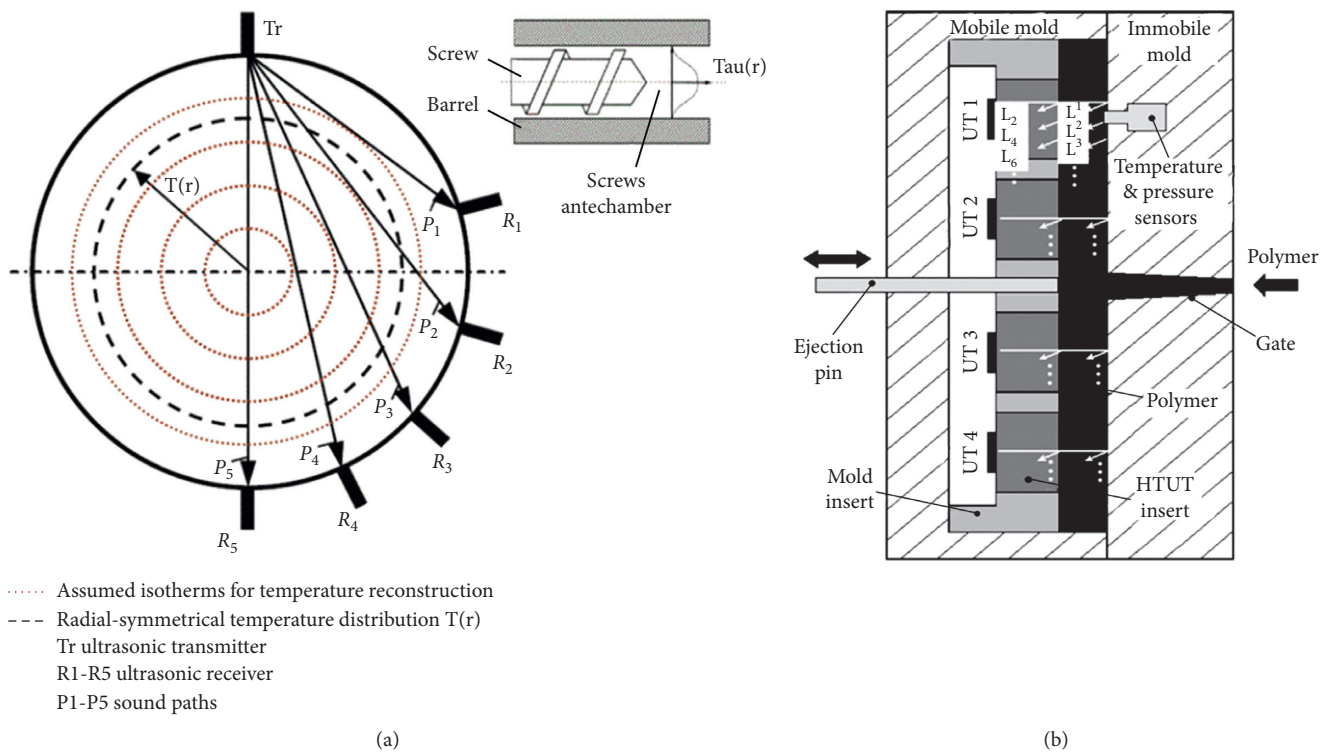 Tr
Screw
Barrel
Tau(r)
Screws
antechamber
T(r)
P1
R1
P2
R2
P3
R3
P4
R4
P5
R5
Assumed isotherms for temperature reconstruction
Radial-symmetrical temperature distribution T(r)
Tr ultrasonic transmitter
R1-R5 ultrasonic receiver
P1-P5 sound paths
(a)
Mobile mold
Immobile
mold
UT 1
L2
L4
L6
L1
L2
L3
Temperature
& pressure
sensors
UT 2
Polymer
Ejection
pin
Gate
UT 3
Polymer
UT 4
Mold
insert
HTUT
insert
(b)